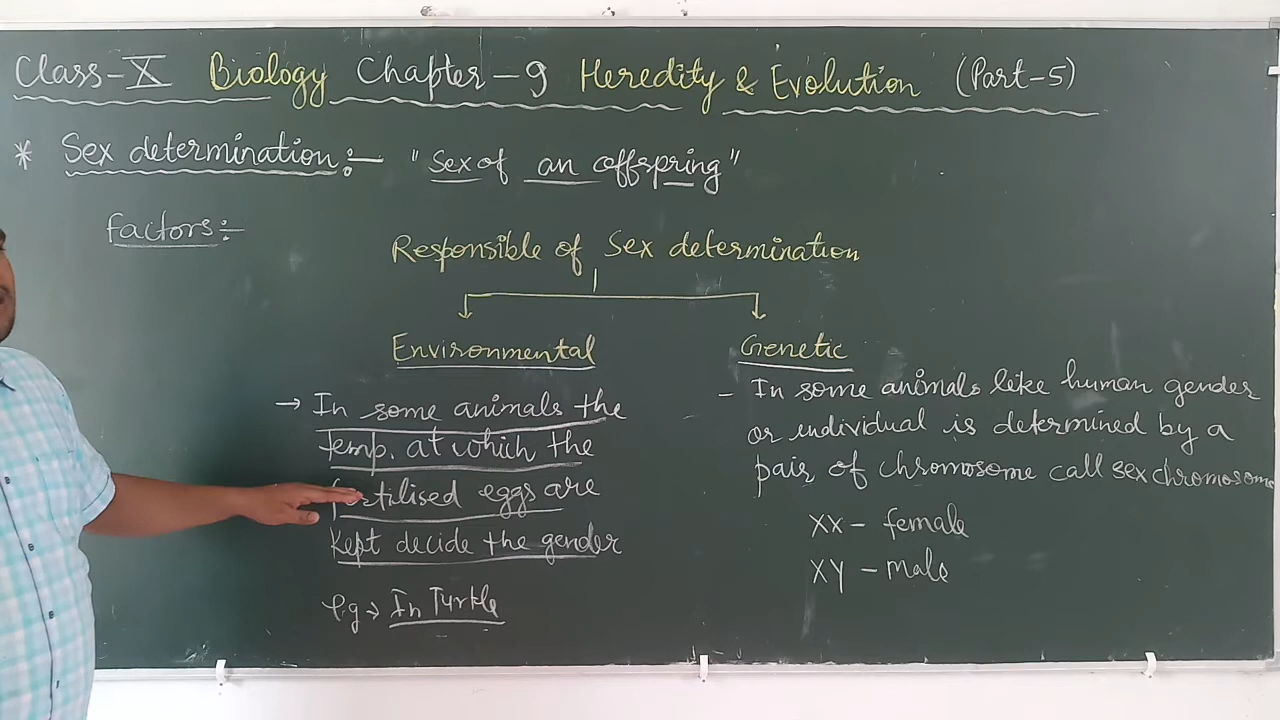 Class-X Biology Chapter-9 Heredity & Evolution (Part-5)
* Sex determination:- "Sex of an offspring"
factors:-
Responsible of Sex determination
Environmental
→ In some animals the
Temp. at which the
fertilised eggs are
Kept decide the gender
e.g → In Turtle
Genetic
- In some animals like human gender
or individual is determined by a
pair of chromosome call sex chromosome
XX - female
XY - male